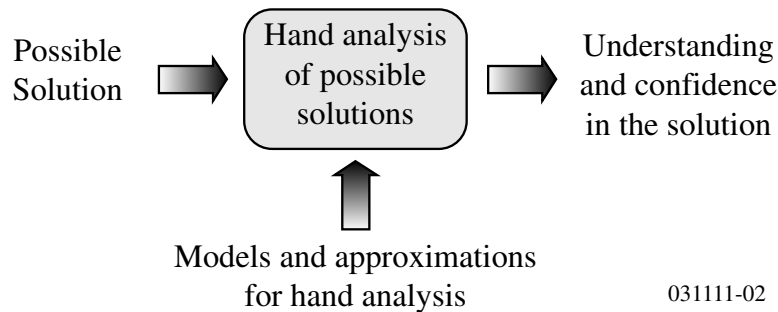 Possible
Solution
Hand analysis
of possible
solutions
Understanding
and confidence
in the solution
Models and approximations
for hand analysis
031111-02